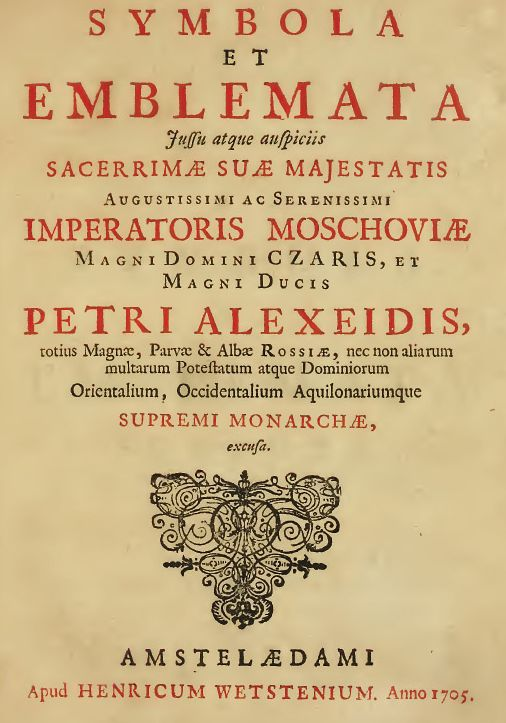 SYMBOLA
ET
EMBLEMATA
Juſſu atque auſpiciis
SACERRIMÆ SUÆ MAJESTATIS
AUGUSTISSIMI AC SERENISSIMI
IMPERATORIS MOSCHOVIÆ
MAGNI DOMINI CZARIS, ET
MAGNI DUCIS
PETRI ALEXEIDIS,
totius Magnæ, Parvæ & Albæ ROSSIÆ, nec non aliarum
multarum Poteſtatum atque Dominiorum
Orientalium, Occidentalium Aquilonariumque
SUPREMI MONARCHÆ,
excuſa.
AMSTELÆDAMI
Apud HENRICUM WETSTENIUM. Anno 1705.